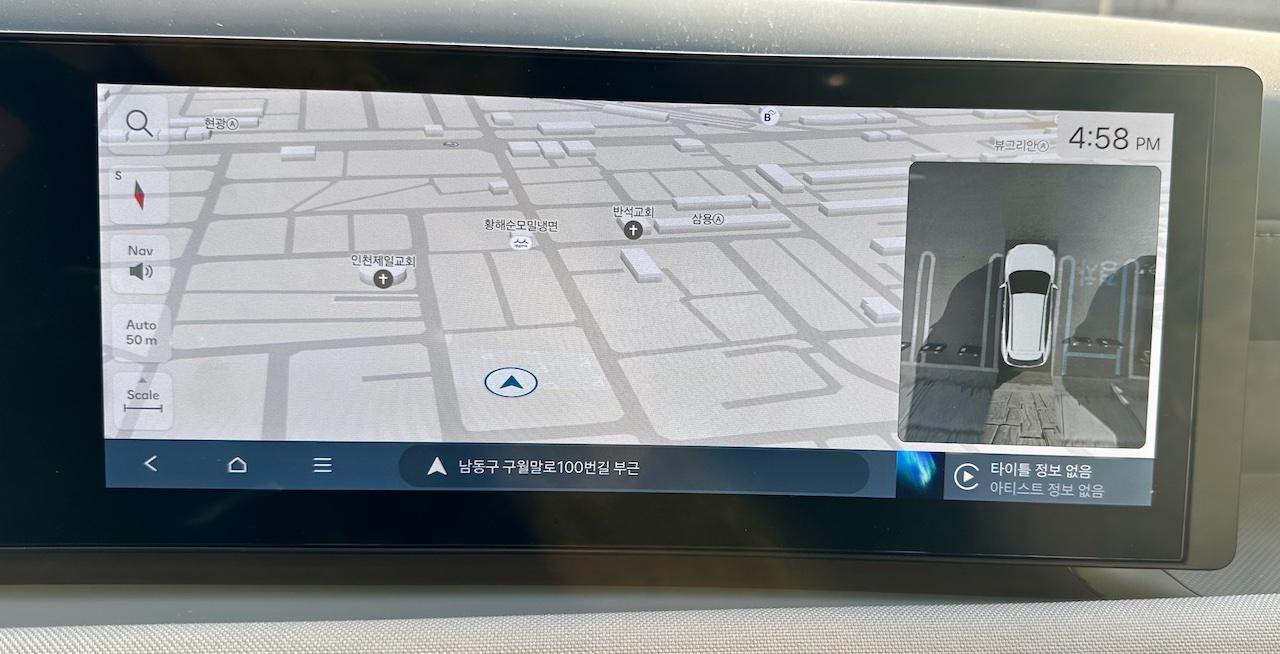 현광Ⓐ
B
4:58 PM
뷰그리안Ⓐ
S
황해순모밀냉면
반석교회
삼용Ⓐ
Nav
인천제일교회
Auto
50 m
Scale
남동구 구월말로100번길 부근
타이틀 정보 없음
아티스트 정보 없음